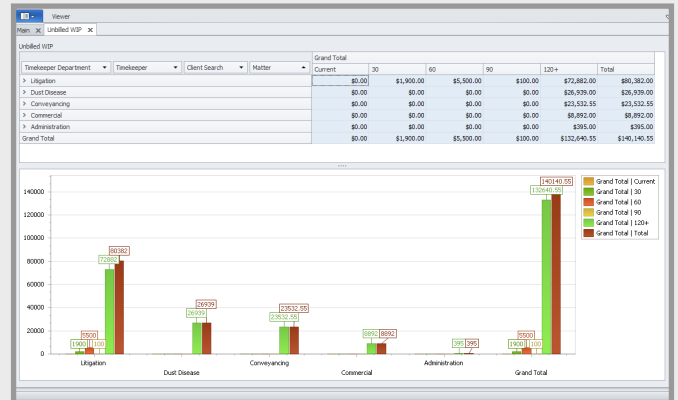 Viewer
Main Unbilled WIP
Unbilled WIP
Grand Total
Timekeeper Department Timekeeper Client Search Matter Current 30 60 90 120+ Total
Litigation $0.00 $1,900.00 $5,500.00 $100.00 $72,882.00 $80,382.00
Dust Disease $0.00 $0.00 $0.00 $0.00 $26,939.00 $26,939.00
Conveyancing $0.00 $0.00 $0.00 $0.00 $23,532.55 $23,532.55
Commercial $0.00 $0.00 $0.00 $0.00 $8,892.00 $8,892.00
Administration $0.00 $0.00 $0.00 $0.00 $395.00 $395.00
Grand Total $0.00 $1,900.00 $5,500.00 $100.00 $132,640.55 $140,140.55
140140.55
132640.55
Grand Total | Current
Grand Total | 30
Grand Total | 60
Grand Total | 90
Grand Total | 120+
Grand Total | Total
140000
120000
100000
80382
80000
72882
60000
40000
26939
26939
23532.55
23532.55
20000
5500
1900 100
8892 8892
395 395
5500
1900 100
0
Litigation Conveyancing Administration
Dust Disease Commercial Grand Total